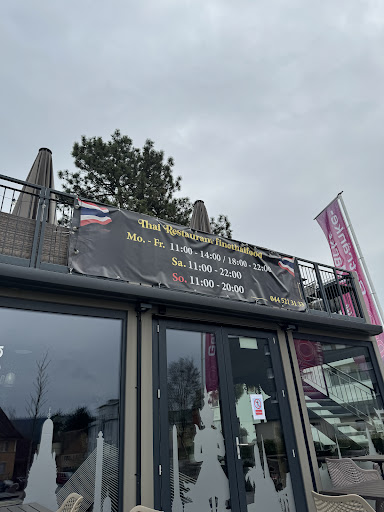 Thai Restaurant finethaifood
Mo. - Fr. 11:00 - 14:00 / 18:00 - 22:00
Sa. 11:00 - 22:00
So. 11:00 - 20:00